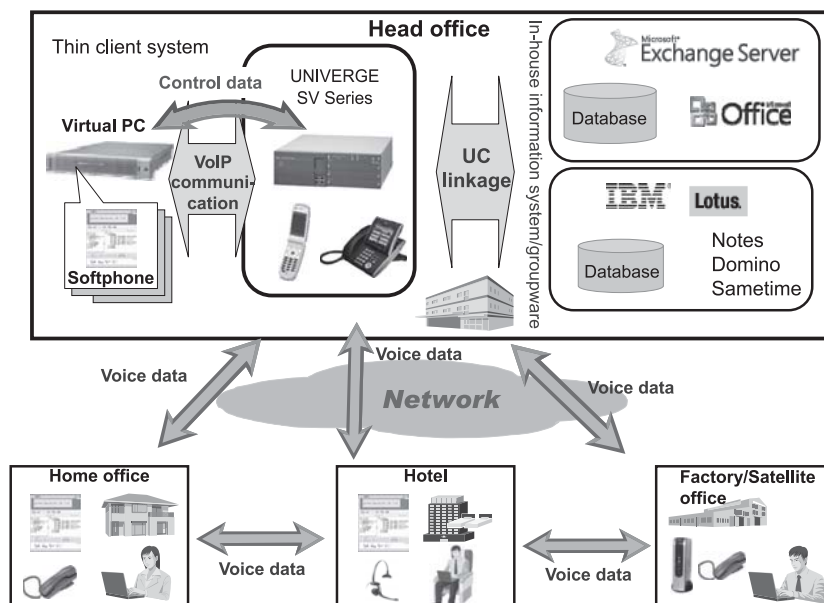 Head office
Thin client system
Control data
UNIVERGE
SV Series
Virtual PC
VoIP
communi-
cation
Softphone
UC
linkage
In-house information system/groupware
Microsoft
Exchange Server
Database
Office
IBM
Lotus.
Database
Notes
Domino
Sametime
Voice data
Voice data
Voice data
Network
Home office
Hotel
Factory/Satellite
office
Voice data
Voice data